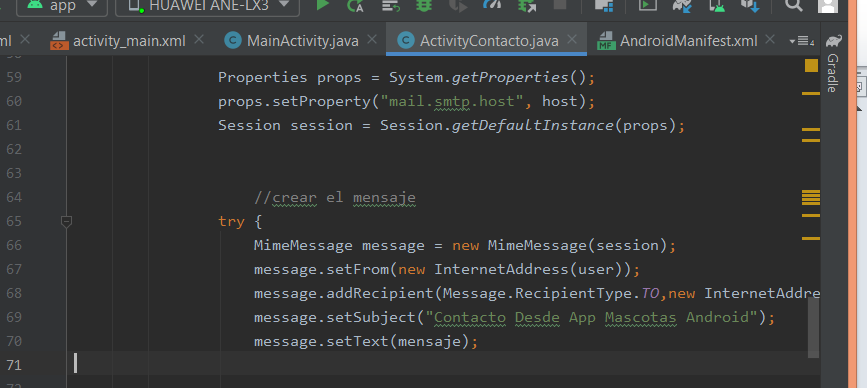 app HUAWEI ANE-LX3
ml activity_main.xml MainActivity.java ActivityContacto.java AndroidManifest.xml
Gradle
59 Properties props = System.getProperties();
60 props.setProperty("mail.smtp.host", host);
61 Session session = Session.getDefaultInstance(props);
62
63
64 //crear el mensaje
65 try {
66 MimeMessage message = new MimeMessage(session);
67 message.setFrom(new InternetAddress(user));
68 message.addRecipient(Message.RecipientType.TO,new InternetAddre
69 message.setSubject("Contacto Desde App Mascotas Android");
70 message.setText(mensaje);
71